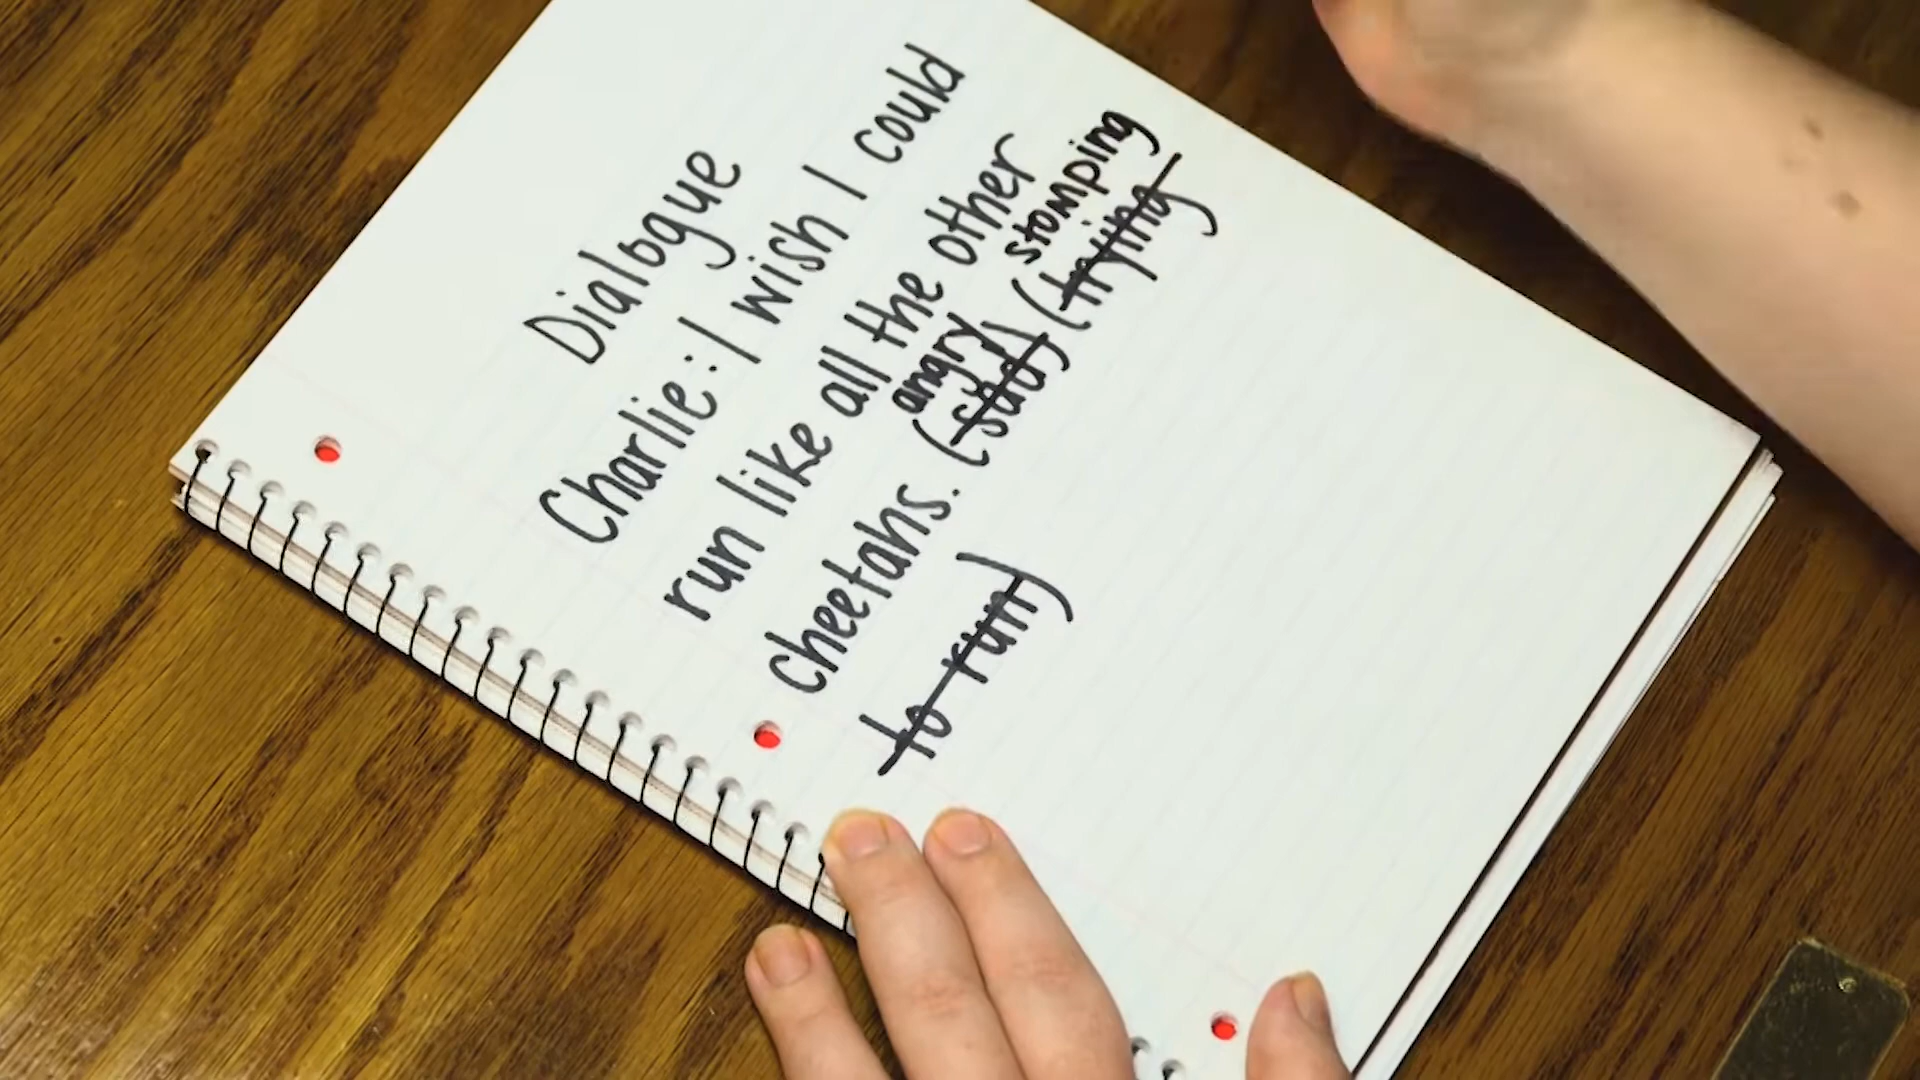 Dialogue
Charlie: I wish I could
run like all the other
angry (stomping
cheetahs. (sad) (trying
to run)